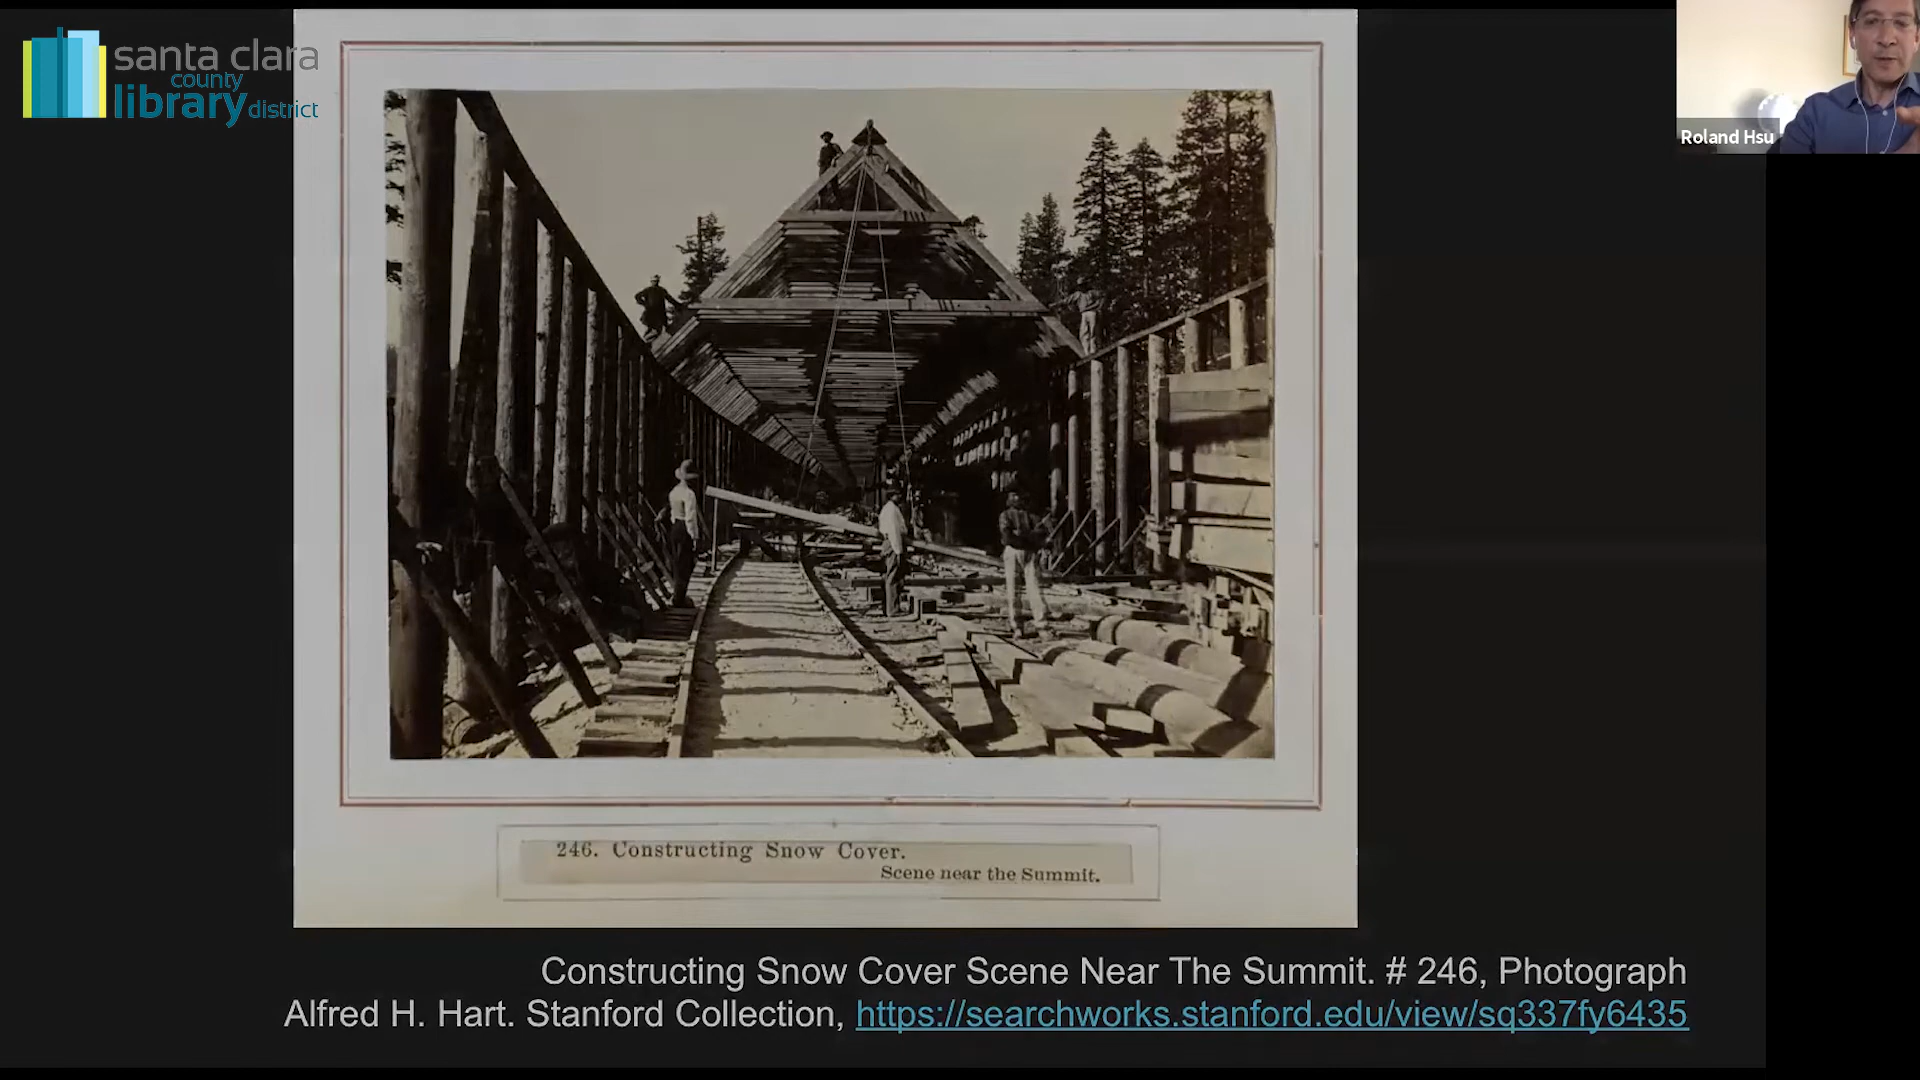 santa clara
county
library district
Roland Hsu
246. Constructing Snow Cover.
Scene near the Summit.
Constructing Snow Cover Scene Near The Summit. # 246, Photograph
Alfred H. Hart. Stanford Collection, https://searchworks.stanford.edu/view/sq337fy6435